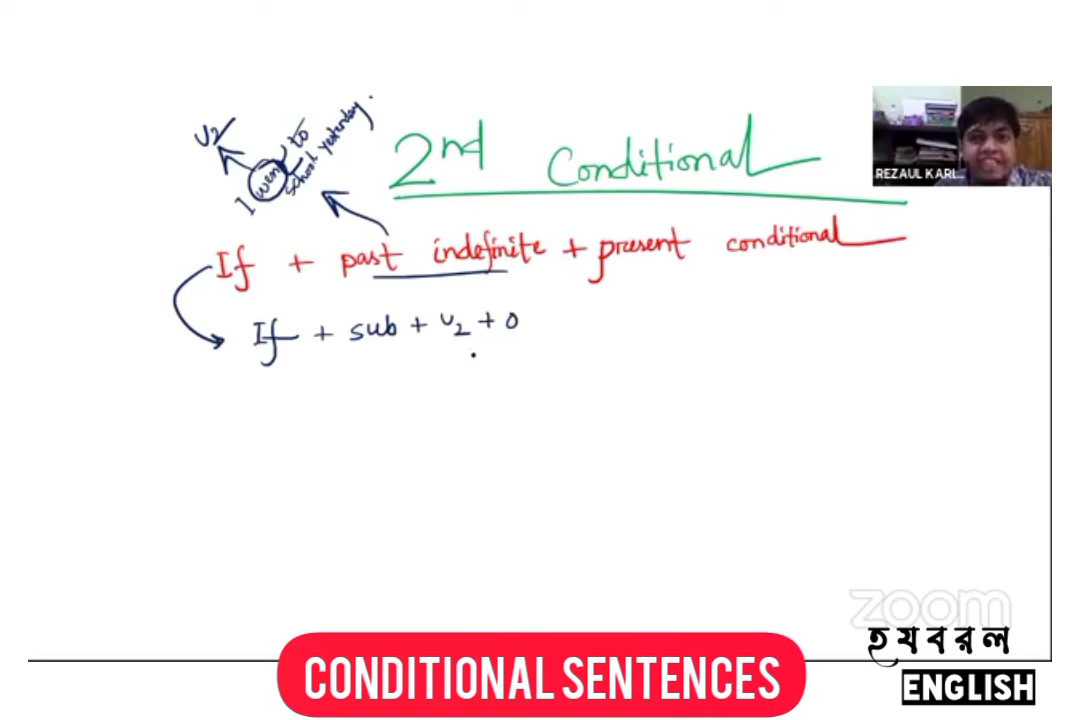 V2
I went to
school yesterday.
2nd Conditional
REZAUL KARI...
If + past indefinite + present conditional
If + sub + V2 + O
zoom
হযবরল
ENGLISH
CONDITIONAL SENTENCES